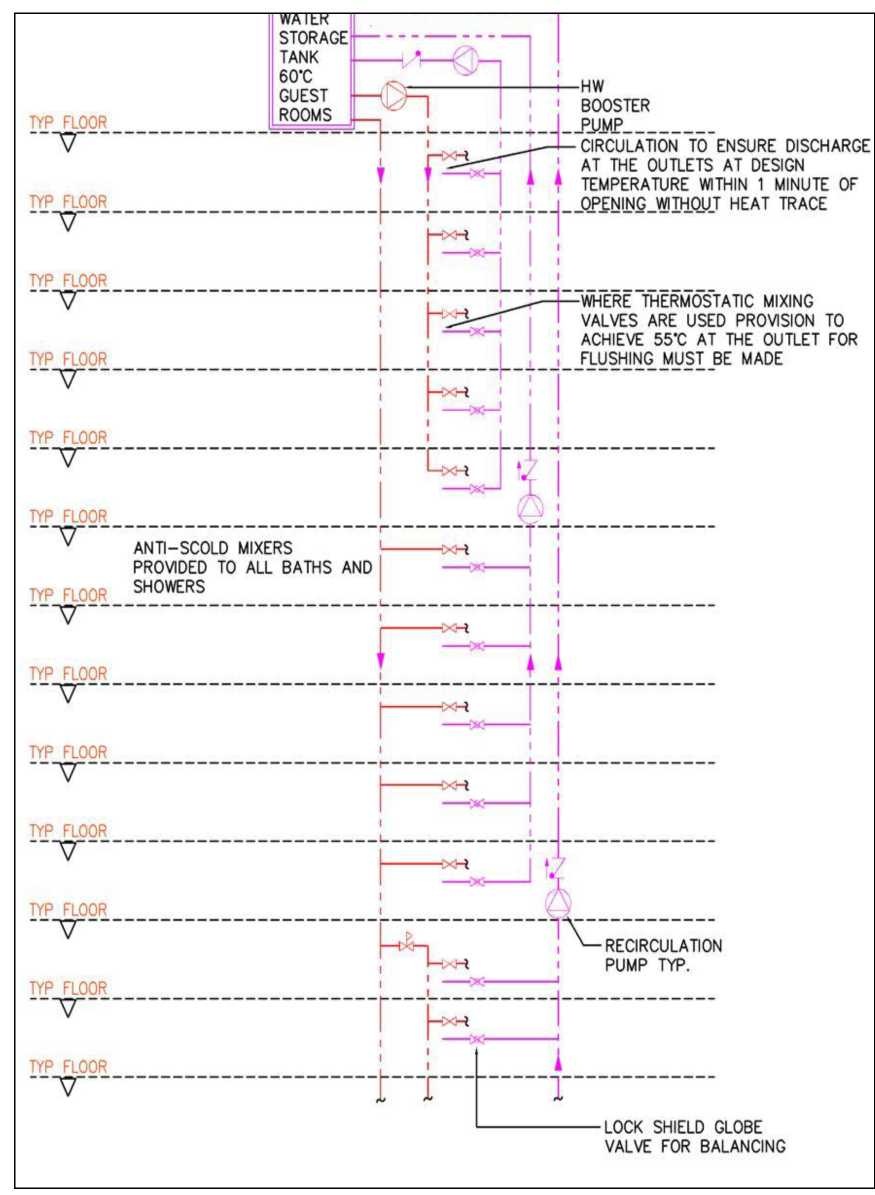 WATER
STORAGE
TANK
60°C
GUEST
ROOMS
HW
BOOSTER
PUMP
TYP FLOOR
CIRCULATION TO ENSURE DISCHARGE
AT THE OUTLETS AT DESIGN
TEMPERATURE WITHIN 1 MINUTE OF
OPENING WITHOUT HEAT TRACE
TYP FLOOR
TYP FLOOR
WHERE THERMOSTATIC MIXING
VALVES ARE USED PROVISION TO
ACHIEVE 55°C AT THE OUTLET FOR
FLUSHING MUST BE MADE
TYP FLOOR
TYP FLOOR
TYP FLOOR
ANTI-SCOLD MIXERS
PROVIDED TO ALL BATHS AND
SHOWERS
TYP FLOOR
TYP FLOOR
TYP FLOOR
TYP FLOOR
TYP FLOOR
RECIRCULATION
PUMP TYP.
TYP FLOOR
TYP FLOOR
LOCK SHIELD GLOBE
VALVE FOR BALANCING